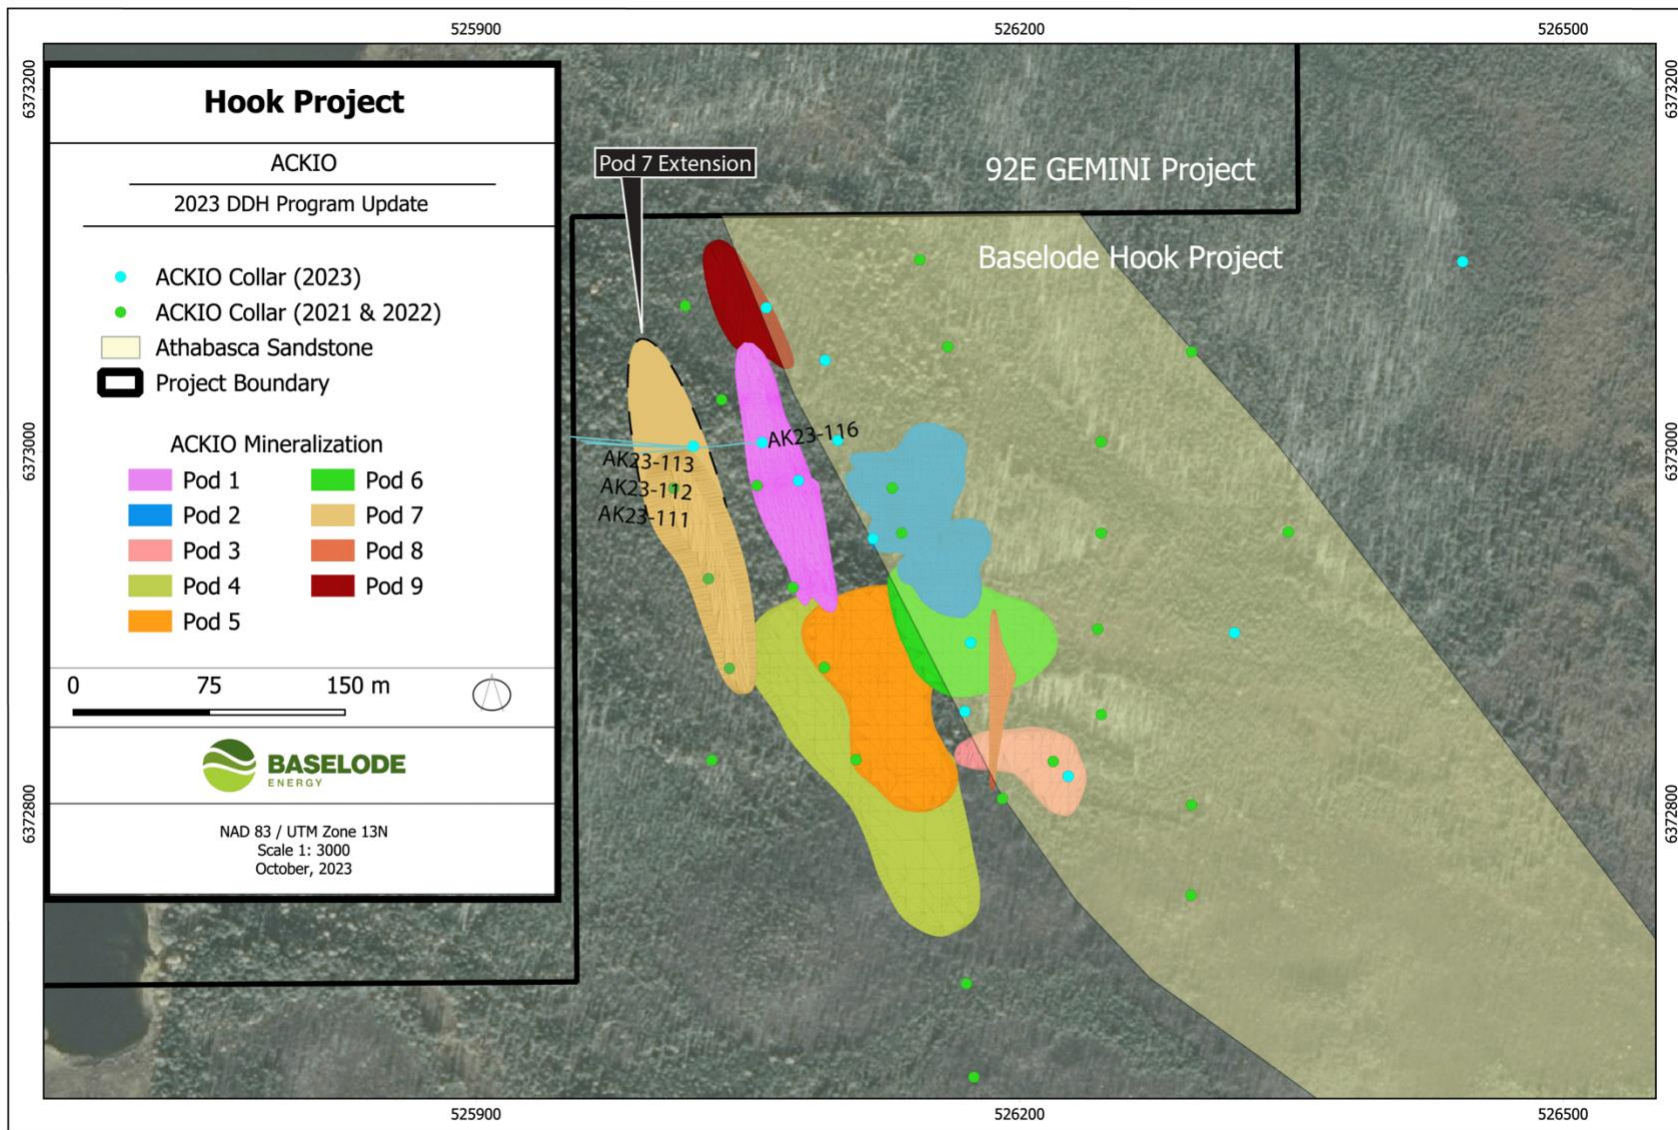 525900
526200
526500
6373200
6373200
Hook Project
ACKIO
2023 DDH Program Update
ACKIO Collar (2023)
ACKIO Collar (2021 & 2022)
Athabasca Sandstone
Project Boundary
ACKIO Mineralization
Pod 1
Pod 6
Pod 2
Pod 7
Pod 3
Pod 8
Pod 4
Pod 9
Pod 5
0 75 150 m
BASELODE
ENERGY
NAD 83 / UTM Zone 13N
Scale 1: 3000
October, 2023
Pod 7 Extension
92E GEMINI Project
Baselode Hook Project
AK23-116
AK23-113
AK23-112
AK23-111
6373000
6373000
6372800
6372800
525900
526200
526500